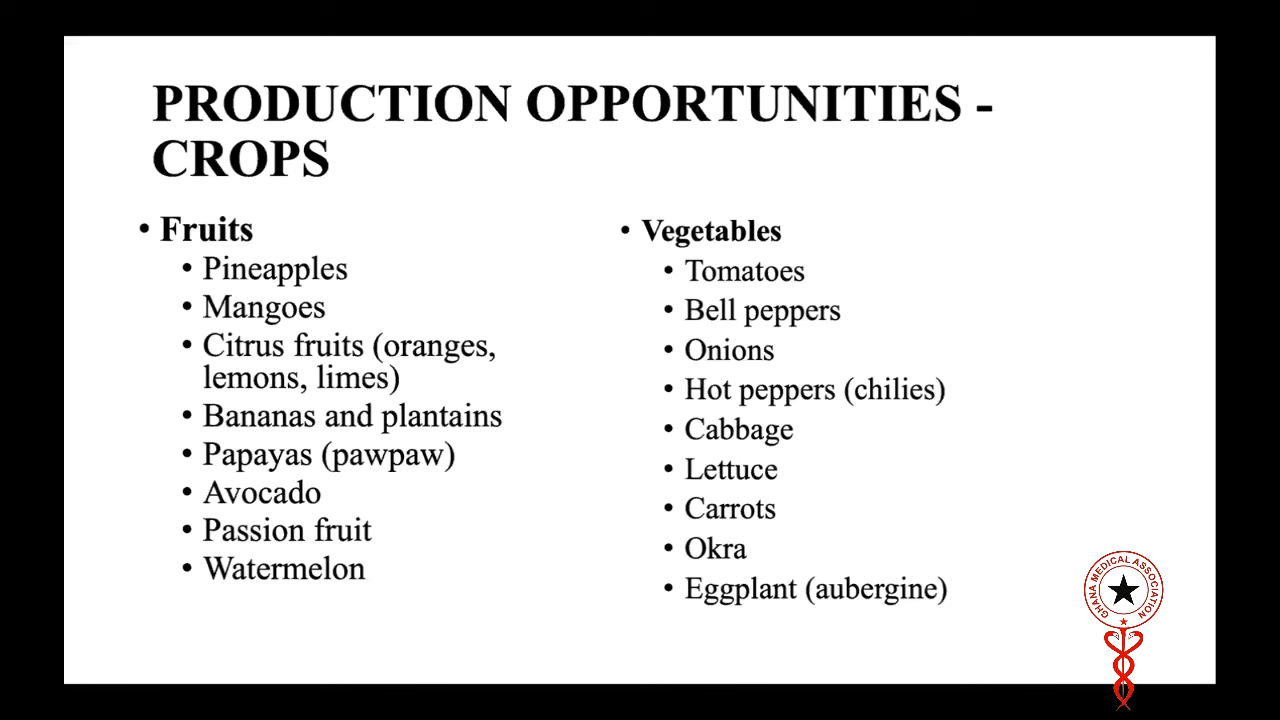 PRODUCTION OPPORTUNITIES -
CROPS
• Fruits
• Pineapples
• Mangoes
• Citrus fruits (oranges,
lemons, limes)
• Bananas and plantains
• Papayas (pawpaw)
• Avocado
• Passion fruit
• Watermelon
• Vegetables
• Tomatoes
• Bell peppers
• Onions
• Hot peppers (chilies)
• Cabbage
• Lettuce
• Carrots
• Okra
• Eggplant (aubergine)
GHANA MEDICAL ASSOCIATION